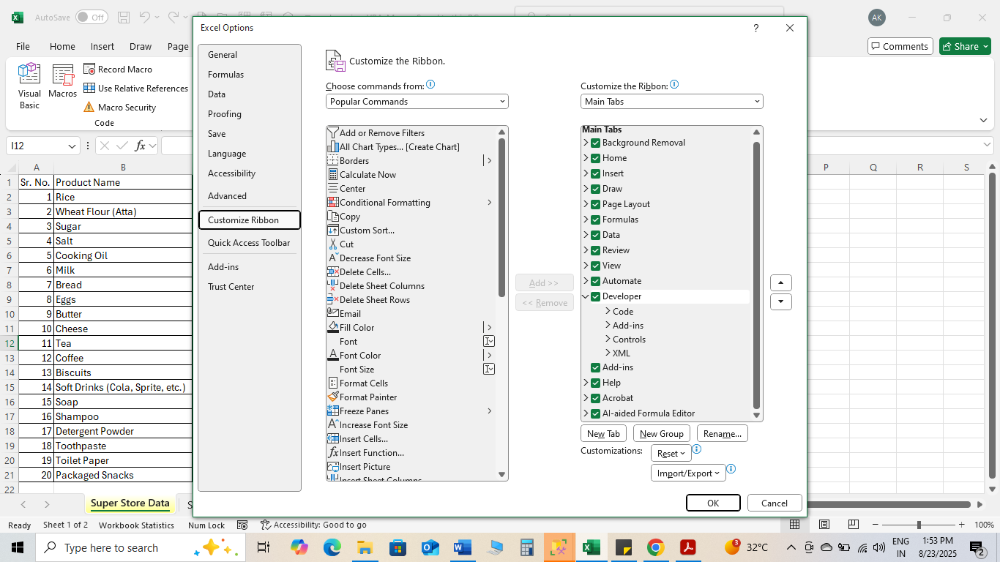 AutoSave Off
AK
File Home Insert Draw Page
Comments Share
Visual Basic
Macros
Record Macro
Use Relative References
Macro Security
Code
I12
fx
A B P Q R S
1 Sr. No. Product Name
2 1 Rice
3 2 Wheat Flour (Atta)
4 3 Sugar
5 4 Salt
6 5 Cooking Oil
7 6 Milk
8 7 Bread
9 8 Eggs
10 9 Butter
11 10 Cheese
12 11 Tea
13 12 Coffee
14 13 Biscuits
15 14 Soft Drinks (Cola, Sprite, etc.)
16 15 Soap
17 16 Shampoo
18 17 Detergent Powder
19 18 Toothpaste
20 19 Toilet Paper
21 20 Packaged Snacks
22
Super Store Data S
Excel Options
?
General
Formulas
Data
Proofing
Save
Language
Accessibility
Advanced
Customize Ribbon
Quick Access Toolbar
Add-ins
Trust Center
Customize the Ribbon.
Choose commands from:
Popular Commands
Add or Remove Filters
All Chart Types... [Create Chart]
Borders
Calculate Now
Center
Conditional Formatting
Copy
Custom Sort...
Cut
Decrease Font Size
Delete Cells...
Delete Sheet Columns
Delete Sheet Rows
Email
Fill Color
Font
Font Color
Font Size
Format Cells
Format Painter
Freeze Panes
Increase Font Size
Insert Cells...
Insert Function...
Insert Picture
Insert Sheet Columns
Add >>
<< Remove
Customize the Ribbon:
Main Tabs
Main Tabs
Background Removal
Home
Insert
Draw
Page Layout
Formulas
Data
Review
View
Automate
Developer
Code
Add-ins
Controls
XML
Add-ins
Help
Acrobat
AI-aided Formula Editor
New Tab New Group Rename...
Customizations: Reset
Import/Export
OK Cancel
Ready Sheet 1 of 2 Workbook Statistics Num Lock Accessibility: Good to go 100%
Type here to search
3
32°C
ENG
IN
1:53 PM
8/23/2025
2